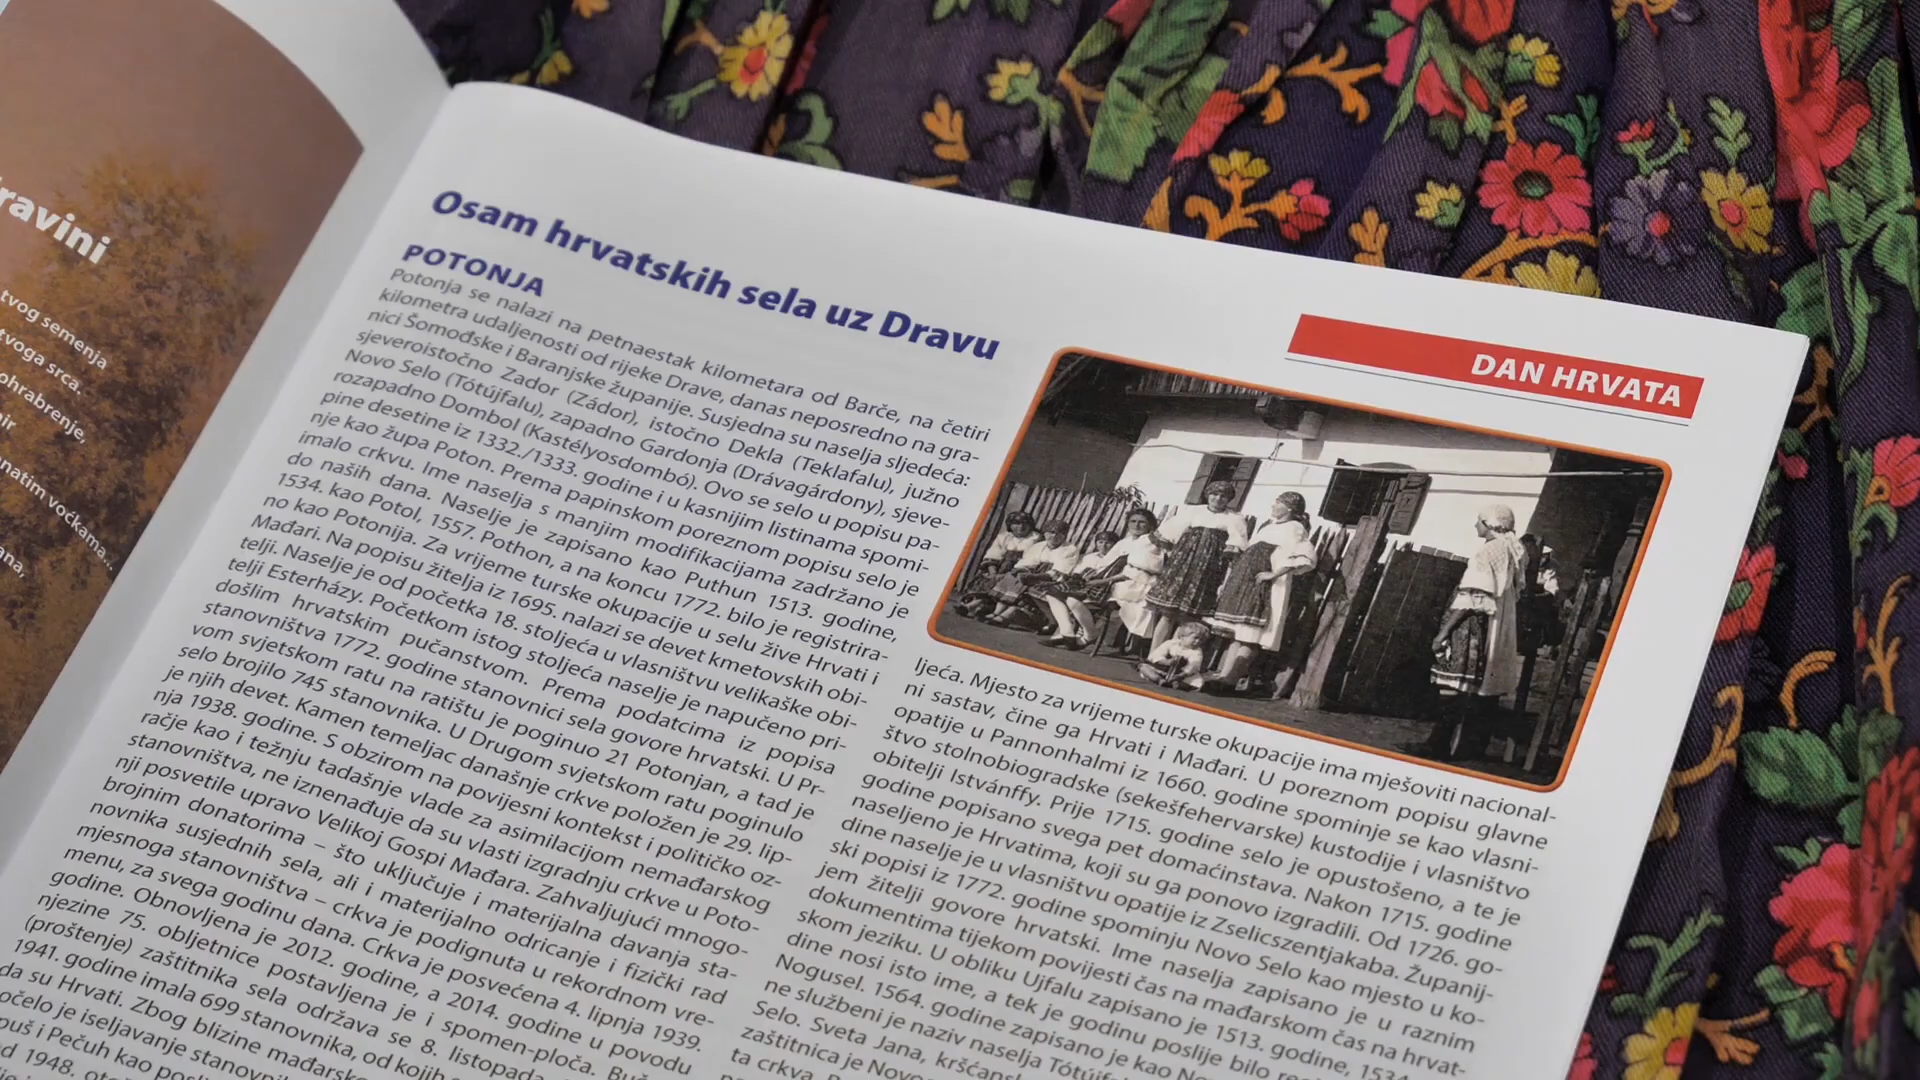 ravini
tvog semenja
tvoga srca.
ohrabrenje,
natim voćkama...
Osam hrvatskih sela uz Dravu
DAN HRVATA
POTONJA
Potonja se nalazi na petnaestak kilometara od Barče, na četiri
kilometra udaljenosti od rijeke Drave, danas neposredno na gra-
nici Šomođske i Baranjske županije. Susjedna su naselja sljedeća:
sjeveroistočno Zador (Zádor), istočno Dekla (Teklafalu), južno
Novo Selo (Tótújfalu), zapadno Gardonja (Drávagárdony), sjeve-
rozapadno Dombol (Kastélyosdombó). Ovo se selo u popisu pa-
pine desetine iz 1332./1333. godine i u kasnijim listinama spomi-
nje kao župa Poton. Prema papinskom poreznom popisu selo je
imalo crkvu. Ime naselja s manjim modifikacijama zadržano je
do naših dana. Naselje je zapisano kao Puthun 1513. godine,
1534. kao Potol, 1557. Pothon, a na koncu 1772. bilo je registrira-
no kao Potonija. Za vrijeme turske okupacije u selu žive Hrvati i
Mađari. Na popisu žitelja iz 1695. nalazi se devet kmetovskih obi-
telji. Naselje je od početka 18. stoljeća u vlasništvu velikaške obi-
telji Esterházy. Početkom istog stoljeća naselje je napučeno pri-
došlim hrvatskim pučanstvom. Prema podatcima iz popisa
stanovništva 1772. godine stanovnici sela govore hrvatski. U Pr-
vom svjetskom ratu na ratištu je poginuo 21 Potonjan, a tad je
selo brojilo 745 stanovnika. U Drugom svjetskom ratu poginulo
je njih devet. Kamen temeljac današnje crkve položen je 29. lip-
nja 1938. godine. S obzirom na povijesni kontekst i političko oz-
račje kao i težnju tadašnje vlade za asimilacijom nemađarskog
stanovništva, ne iznenađuje da su vlasti izgradnju crkve u Poto-
nji posvetile upravo Velikoj Gospi Mađara. Zahvaljujući mnogo-
brojnim donatorima – što uključuje i materijalna davanja sta-
novnika susjednih sela, ali i materijalno odricanje i fizički rad
mjesnoga stanovništva – crkva je podignuta u rekordnom vre-
menu, za svega godinu dana. Crkva je posvećena 4. lipnja 1939.
godine. Obnovljena je 2012. godine, a 2014. godine u povodu
njezine 75. obljetnice postavljena je i spomen-ploča. Buč
(proštenje) zaštitnika sela održava se 8. listopada
1941. godine imala 699 stanovnika, od kojih
da su Hrvati. Zbog blizine mađarsko
očelo je iseljavanje stanovni
puš i Pečuh kao posli
d 1948.
ljeća. Mjesto za vrijeme turske okupacije ima mješoviti nacional-
ni sastav, čine ga Hrvati i Mađari. U poreznom popisu glavne
opatije u Pannonhalmi iz 1660. godine spominje se kao vlasni-
štvo stolnobiogradske (sekešfehervarske) kustodije i vlasništvo
obitelji Istvánffy. Prije 1715. godine selo je opustošeno, a te je
godine popisano svega pet domaćinstava. Nakon 1715. godine
naseljeno je Hrvatima, koji su ga ponovo izgradili. Od 1726. go-
dine naselje je u vlasništvu opatije iz Zselicszentjakaba. Županij-
ski popisi iz 1772. godine spominju Novo Selo kao mjesto u ko-
jem žitelji govore hrvatski. Ime naselja zapisano je u raznim
dokumentima tijekom povijesti čas na mađarskom čas na hrvat-
skom jeziku. U obliku Ujfalu zapisano je 1513. godine, 1534.
dine nosi isto ime, a tek je godinu poslije bilo
Nogusel. 1564. godine zapisano je kao
ne službeni je naziv naselja
Selo. Sveta Jana, kršćans
zaštitnica je
ta crkva